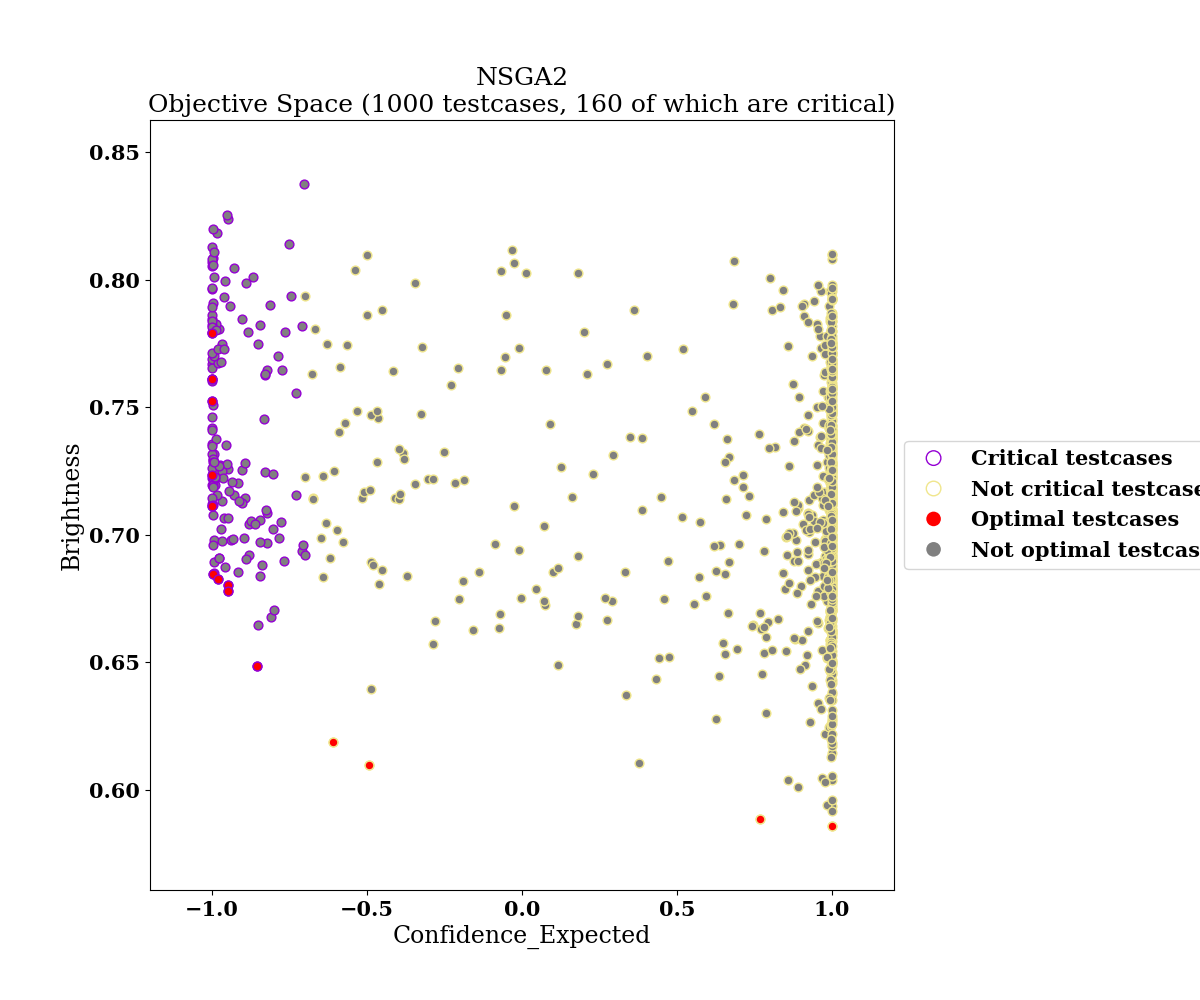 NSGA2
Objective Space (1000 testcases, 160 of which are critical)
0.85
0.80
0.75
0.70
0.65
0.60
Brightness
−1.0
−0.5
0.0
0.5
1.0
Confidence_Expected
Critical testcases
Not critical testcase
Optimal testcases
Not optimal testcas